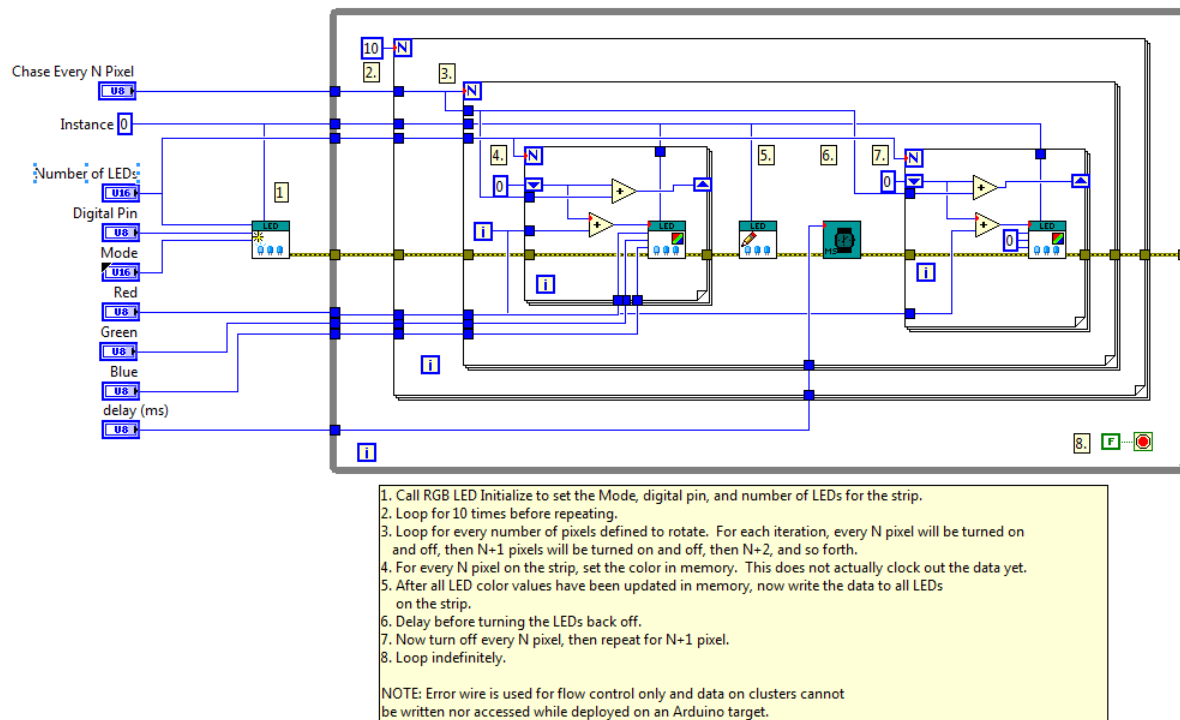 10 N
2.
3.
Chase Every N Pixel
U8
N
Instance 0
4.
N
5.
6.
7.
N
Number of LEDs
U16
1
0
0
Digital Pin
U8
LED
i
LED
LED
LED
Mode
U16
MS
0
i
i
Red
U8
Green
U8
Blue
U8
i
delay (ms)
U8
i
8.
F
1. Call RGB LED Initialize to set the Mode, digital pin, and number of LEDs for the strip.
2. Loop for 10 times before repeating.
3. Loop for every number of pixels defined to rotate.  For each iteration, every N pixel will be turned on
and off, then N+1 pixels will be turned on and off, then N+2, and so forth.
4. For every N pixel on the strip, set the color in memory.  This does not actually clock out the data yet.
5. After all LED color values have been updated in memory, now write the data to all LEDs
on the strip.
6. Delay before turning the LEDs back off.
7. Now turn off every N pixel, then repeat for N+1 pixel.
8. Loop indefinitely.
NOTE: Error wire is used for flow control only and data on clusters cannot
be written nor accessed while deployed on an Arduino target.